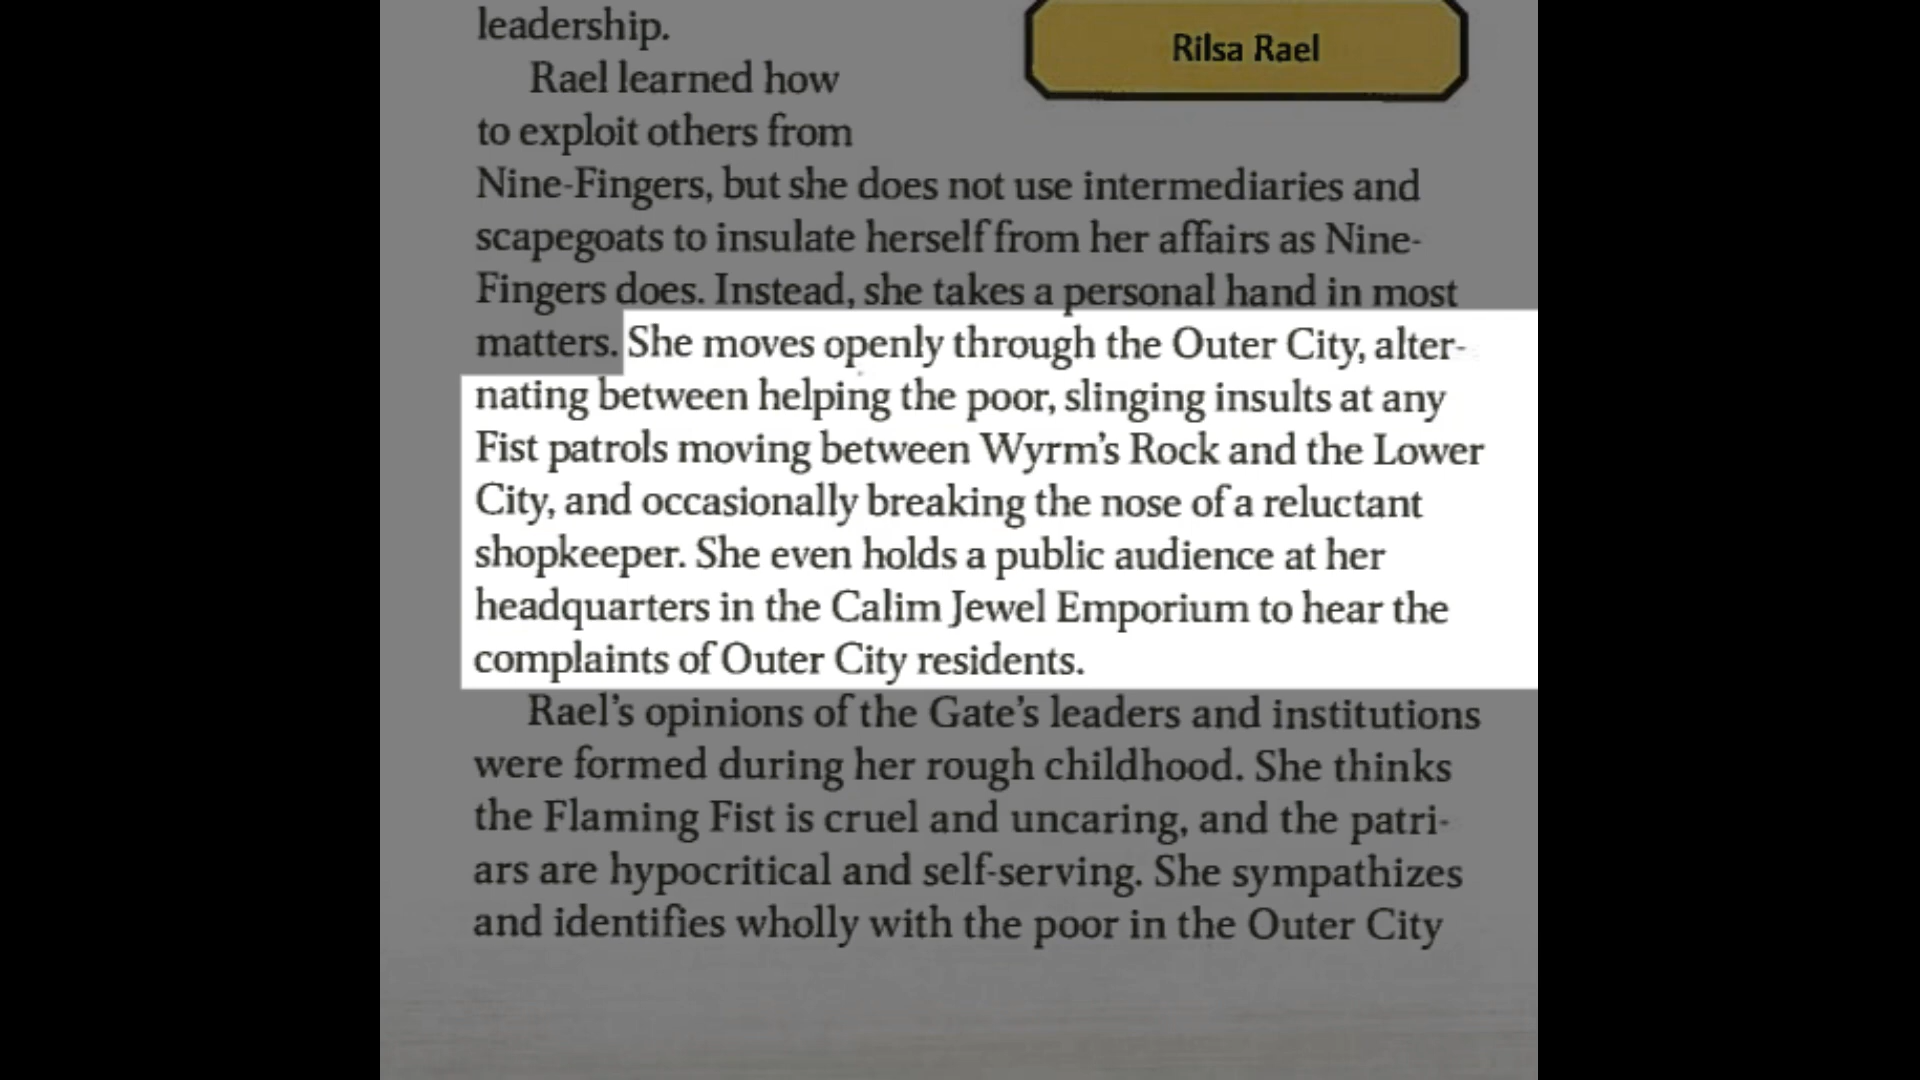 leadership.
Rilsa Rael
Rael learned how
to exploit others from
Nine-Fingers, but she does not use intermediaries and
scapegoats to insulate herself from her affairs as Nine-
Fingers does. Instead, she takes a personal hand in most
matters. She moves openly through the Outer City, alter-
nating between helping the poor, slinging insults at any
Fist patrols moving between Wyrm's Rock and the Lower
City, and occasionally breaking the nose of a reluctant
shopkeeper. She even holds a public audience at her
headquarters in the Calim Jewel Emporium to hear the
complaints of Outer City residents.
Rael's opinions of the Gate's leaders and institutions
were formed during her rough childhood. She thinks
the Flaming Fist is cruel and uncaring, and the patri-
ars are hypocritical and self-serving. She sympathizes
and identifies wholly with the poor in the Outer City